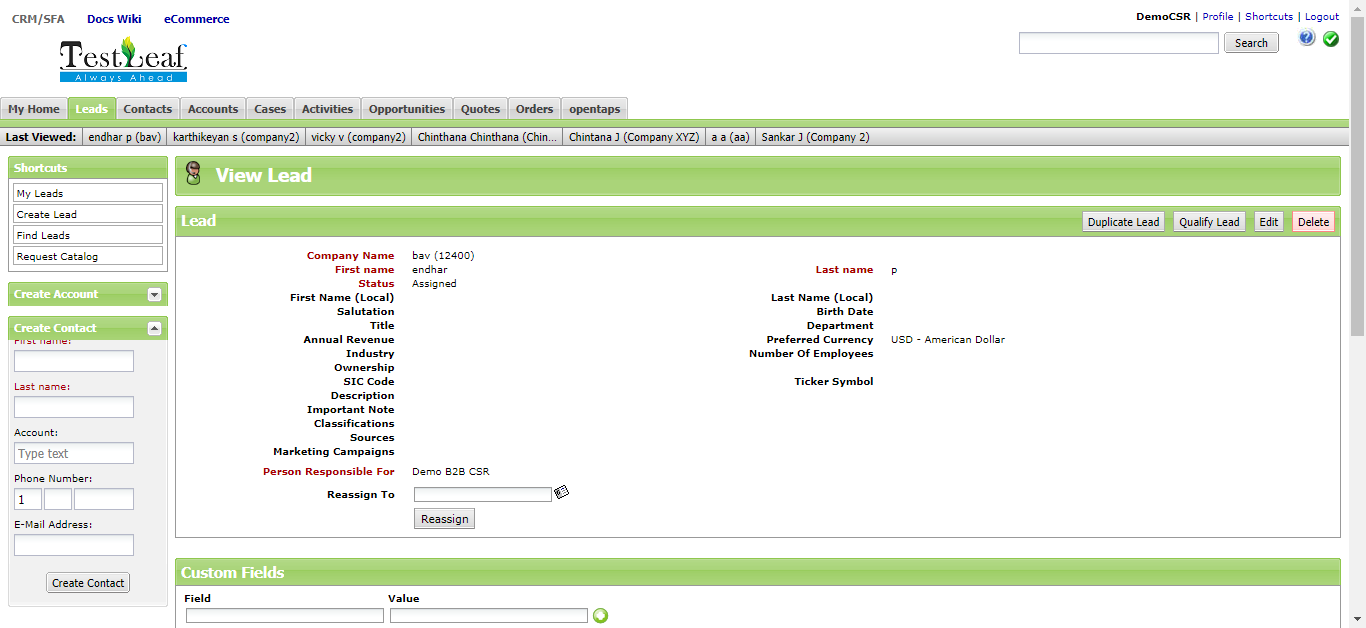 CRM/SFA Docs Wiki eCommerce
DemoCSR | Profile | Shortcuts | Logout
TestLeaf
Always Ahead
Search
My Home Leads Contacts Accounts Cases Activities Opportunities Quotes Orders opentaps
Last Viewed: endhar p (bav) karthikeyan s (company2) vicky v (company2) Chinthana Chinthana (Chin... Chintana J (Company XYZ) a a (aa) Sankar J (Company 2)
Shortcuts
My Leads
Create Lead
Find Leads
Request Catalog
Create Account
Create Contact
First name:
Last name:
Account:
Type text
Phone Number:
1
E-Mail Address:
Create Contact
View Lead
Lead Duplicate Lead Qualify Lead Edit Delete
Company Name bav (12400)
First name endhar Last name p
Status Assigned
First Name (Local) Last Name (Local)
Salutation Birth Date
Title Department
Annual Revenue Preferred Currency USD - American Dollar
Industry Number Of Employees
Ownership
SIC Code Ticker Symbol
Description
Important Note
Classifications
Sources
Marketing Campaigns
Person Responsible For Demo B2B CSR
Reassign To
Reassign
Custom Fields
Field Value